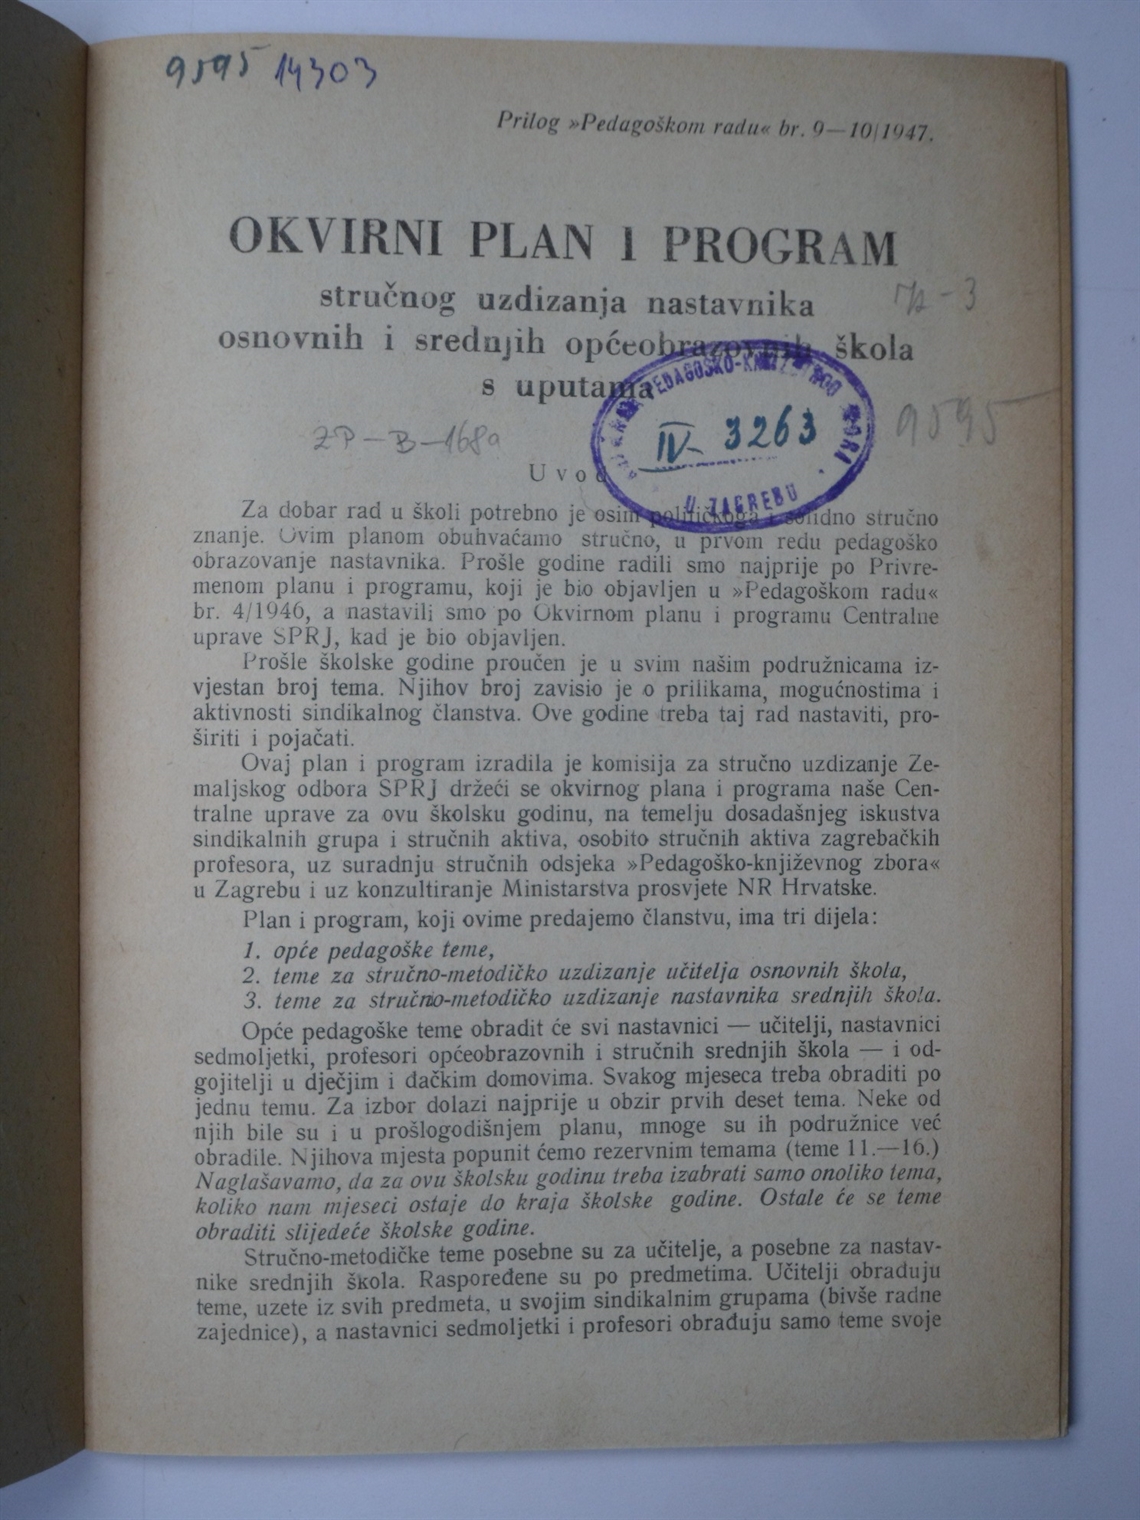 9595 14303
Prilog »Pedagoškom radu« br. 9—10/1947.
OKVIRNI PLAN I PROGRAM
stručnog uzdizanja nastavnika
osnovnih i srednjih općeobrazovnih škola
s uputama
IV- 3263
U ZAGREBU
9595
ZP-B-168a
Uvod
Za dobar rad u školi potrebno je osim političkoga i solidno stručno
znanje. Ovim planom obuhvaćamo stručno, u prvom redu pedagoško
obrazovanje nastavnika. Prošle godine radili smo najprije po Privre-
menom planu i programu, koji je bio objavljen u »Pedagoškom radu«
br. 4/1946, a nastavili smo po Okvirnom planu i programu Centralne
uprave SPRJ, kad je bio objavljen.
Prošle školske godine proučen je u svim našim podružnicama iz-
vjestan broj tema. Njihov broj zavisio je o prilikama, mogućnostima i
aktivnosti sindikalnog članstva. Ove godine treba taj rad nastaviti, pro-
širiti i pojačati.
Ovaj plan i program izradila je komisija za stručno uzdizanje Ze-
maljskog odbora SPRJ držeći se okvirnog plana i programa naše Cen-
tralne uprave za ovu školsku godinu, na temelju dosadašnjeg iskustva
sindikalnih grupa i stručnih aktiva, osobito stručnih aktiva zagrebačkih
profesora, uz suradnju stručnih odsjeka »Pedagoško-književnog zbora«
u Zagrebu i uz konzultiranje Ministarstva prosvjete NR Hrvatske.
Plan i program, koji ovime predajemo članstvu, ima tri dijela:
1. opće pedagoške teme,
2. teme za stručno-metodičko uzdizanje učitelja osnovnih škola,
3. teme za stručno-metodičko uzdizanje nastavnika srednjih škola.
Opće pedagoške teme obradit će svi nastavnici — učitelji, nastavnici
sedmoljetki, profesori općeobrazovnih i stručnih srednjih škola — i od-
gojitelji u dječjim i đačkim domovima. Svakog mjeseca treba obraditi po
jednu temu. Za izbor dolazi najprije u obzir prvih deset tema. Neke od
njih bile su i u prošlogodišnjem planu, mnoge su ih podružnice već
obradile. Njihova mjesta popunit ćemo rezervnim temama (teme 11.—16.)
Naglašavamo, da za ovu školsku godinu treba izabrati samo onoliko tema,
koliko nam mjeseci ostaje do kraja školske godine. Ostale će se teme
obraditi slijedeće školske godine.
Stručno-metodičke teme posebne su za učitelje, a posebne za nastav-
nike srednjih škola. Raspoređene su po predmetima. Učitelji obrađuju
teme, uzete iz svih predmeta, u svojim sindikalnim grupama (bivše radne
zajednice), a nastavnici sedmoljetki i profesori obrađuju samo teme svoje